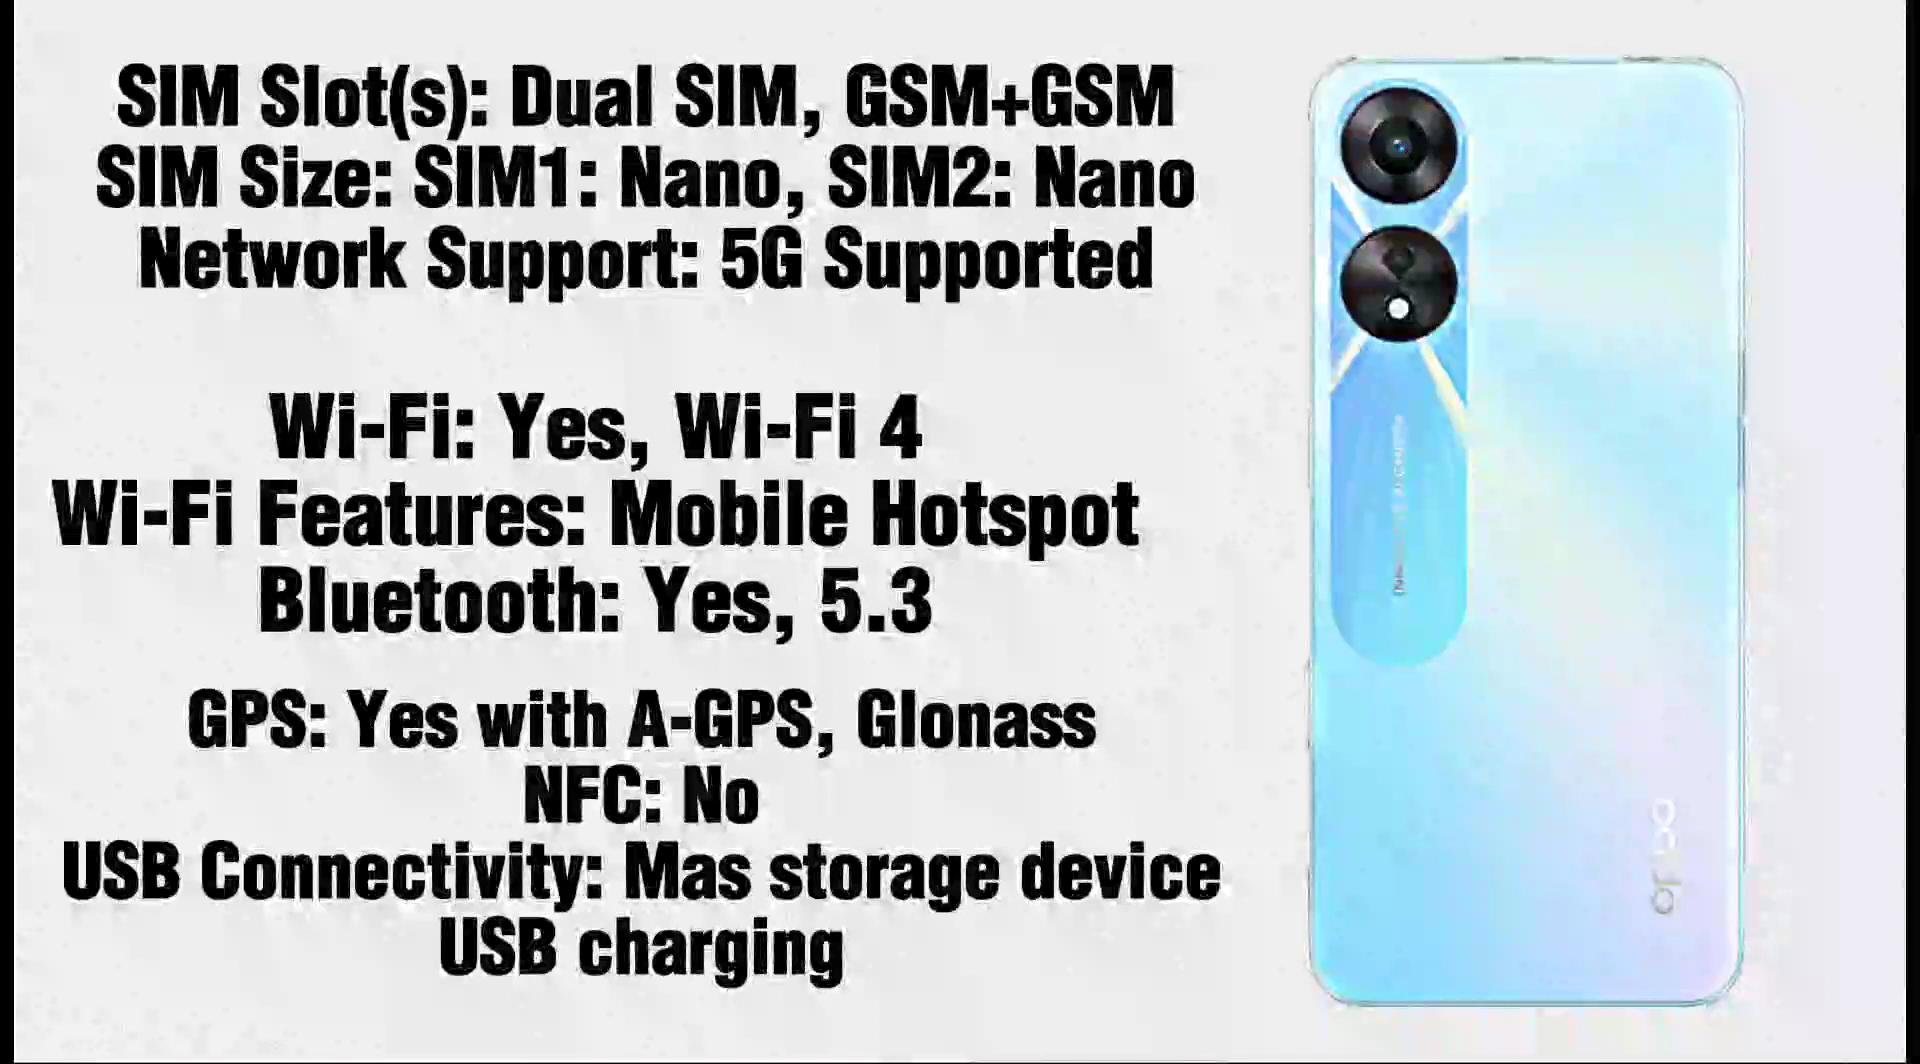 SIM Slot(s): Dual SIM, GSM+GSM
SIM Size: SIM1: Nano, SIM2: Nano
Network Support: 5G Supported
Wi-Fi: Yes, Wi-Fi 4
Wi-Fi Features: Mobile Hotspot
Bluetooth: Yes, 5.3
GPS: Yes with A-GPS, Glonass
NFC: No
USB Connectivity: Mas storage device
USB charging
oppo